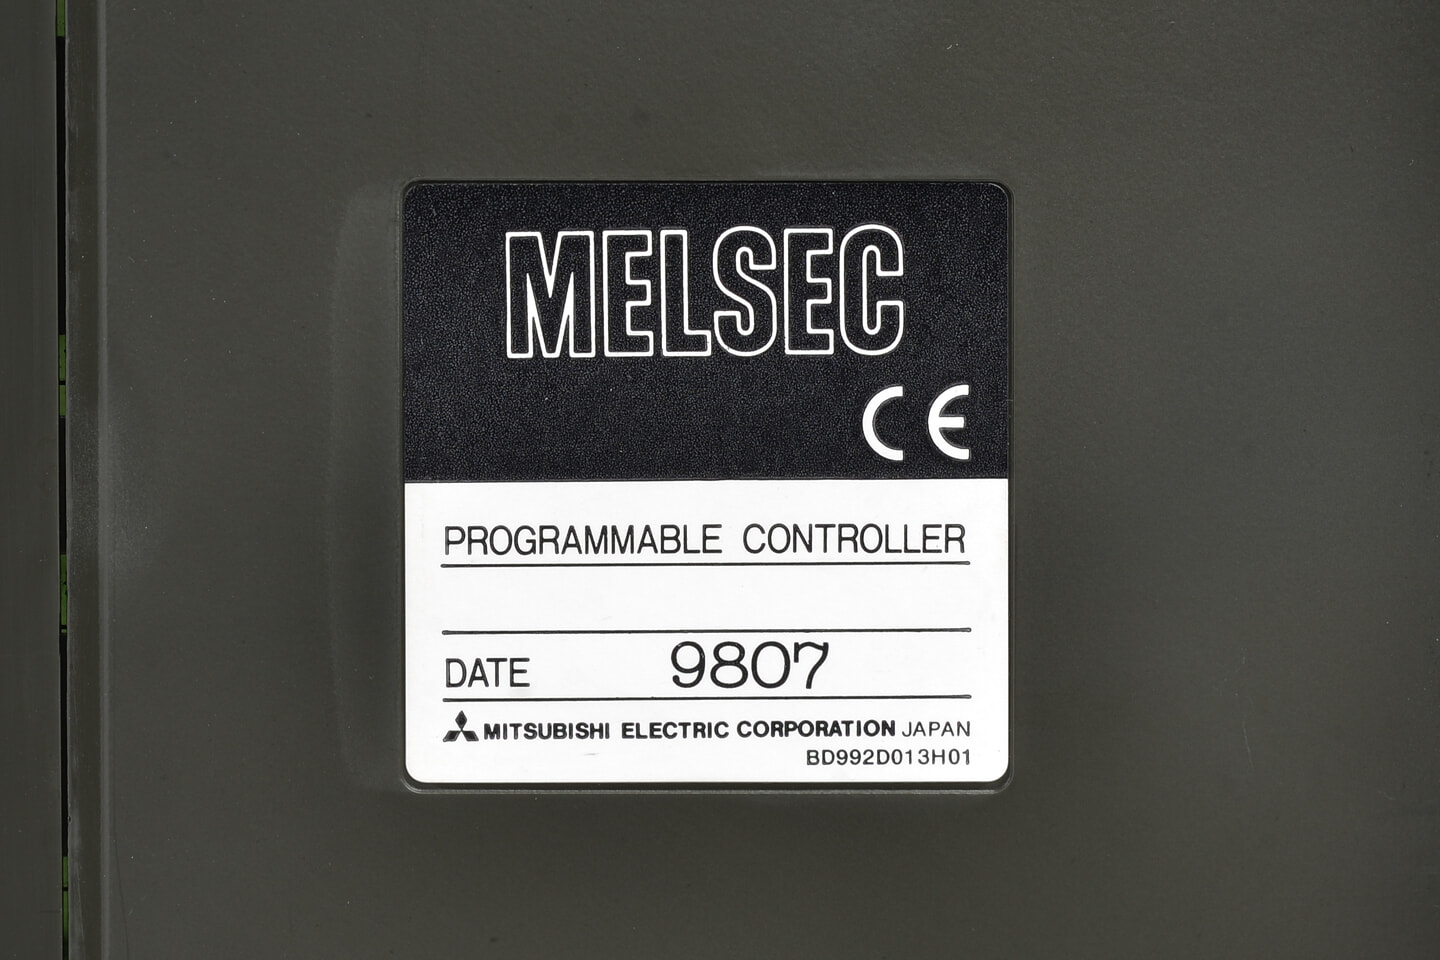 MELSEC
CE
PROGRAMMABLE CONTROLLER
DATE 9807
MITSUBISHI ELECTRIC CORPORATION JAPAN
BD992D013H01